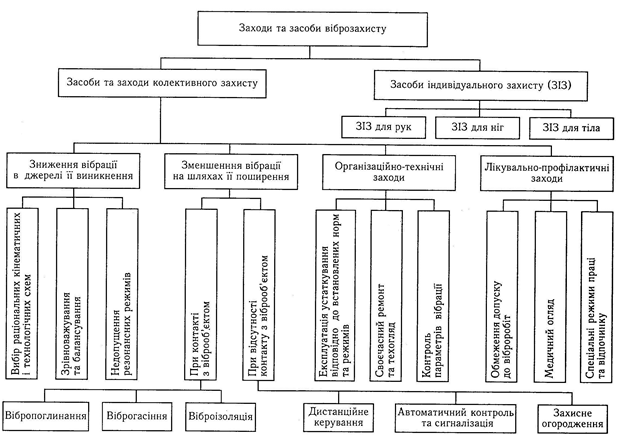 Заходи та засоби віброзахисту
Засоби та заходи колективного захисту
Засоби індивідуального захисту (ЗІЗ)
ЗІЗ для рук
ЗІЗ для ніг
ЗІЗ для тіла
Зниження вібрації
в джерелі її виникнення
Зменшенння вібрації
на шляхах її поширення
Організаційно-технічні
заходи
Лікувально-профілактичні
заходи
Вибір раціональних кінематичних
і технологічних схем
Зрівноважування
та балансування
Недопущення
резонансних режимів
При контакті
з віброоб’єктом
При відсутності
контакту з віброоб’єктом
Експлуатація устаткування
відповідно до встановлених норм
та режимів
Своєчасний ремонт
та техогляд
Контроль
параметрів вібрації
Обмеження допуску
до віброробіт
Медичний огляд
Спеціальні режими праці
та відпочинку
Вібропоглинання
Віброгасіння
Віброізоляція
Дистанційне
керування
Автоматичний контроль
та сигналізація
Захисне
огородження